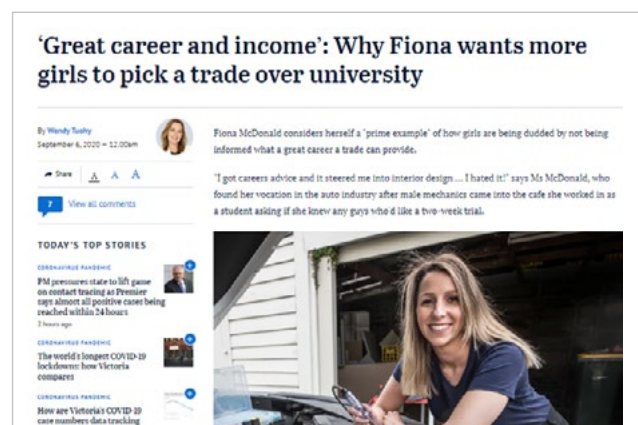 ‘Great career and income’: Why Fiona wants more
girls to pick a trade over university
By Wendy Tuohy
September 6, 2020 — 12.00am
Share
A
A
A
7
View all comments
Fiona McDonald considers herself a 'prime example' of how girls are being dudded by not being
informed what a great career a trade can provide.
"I got careers advice and it steered me into interior design ... I hated it!" says Ms McDonald, who
found her vocation in the auto industry after male mechanics came into the cafe she worked in as
a student asking if she knew any guys who'd like a two-week trial.
TODAY'S TOP STORIES
CORONAVIRUS PANDEMIC
PM pressures state to lift game
on contact tracing as Premier
says almost all positive cases being
reached within 24 hours
2 hours ago
CORONAVIRUS PANDEMIC
The world's longest COVID-19
lockdowns: how Victoria
compares
CORONAVIRUS PANDEMIC
How are Victoria's COVID-19
case numbers data tracking